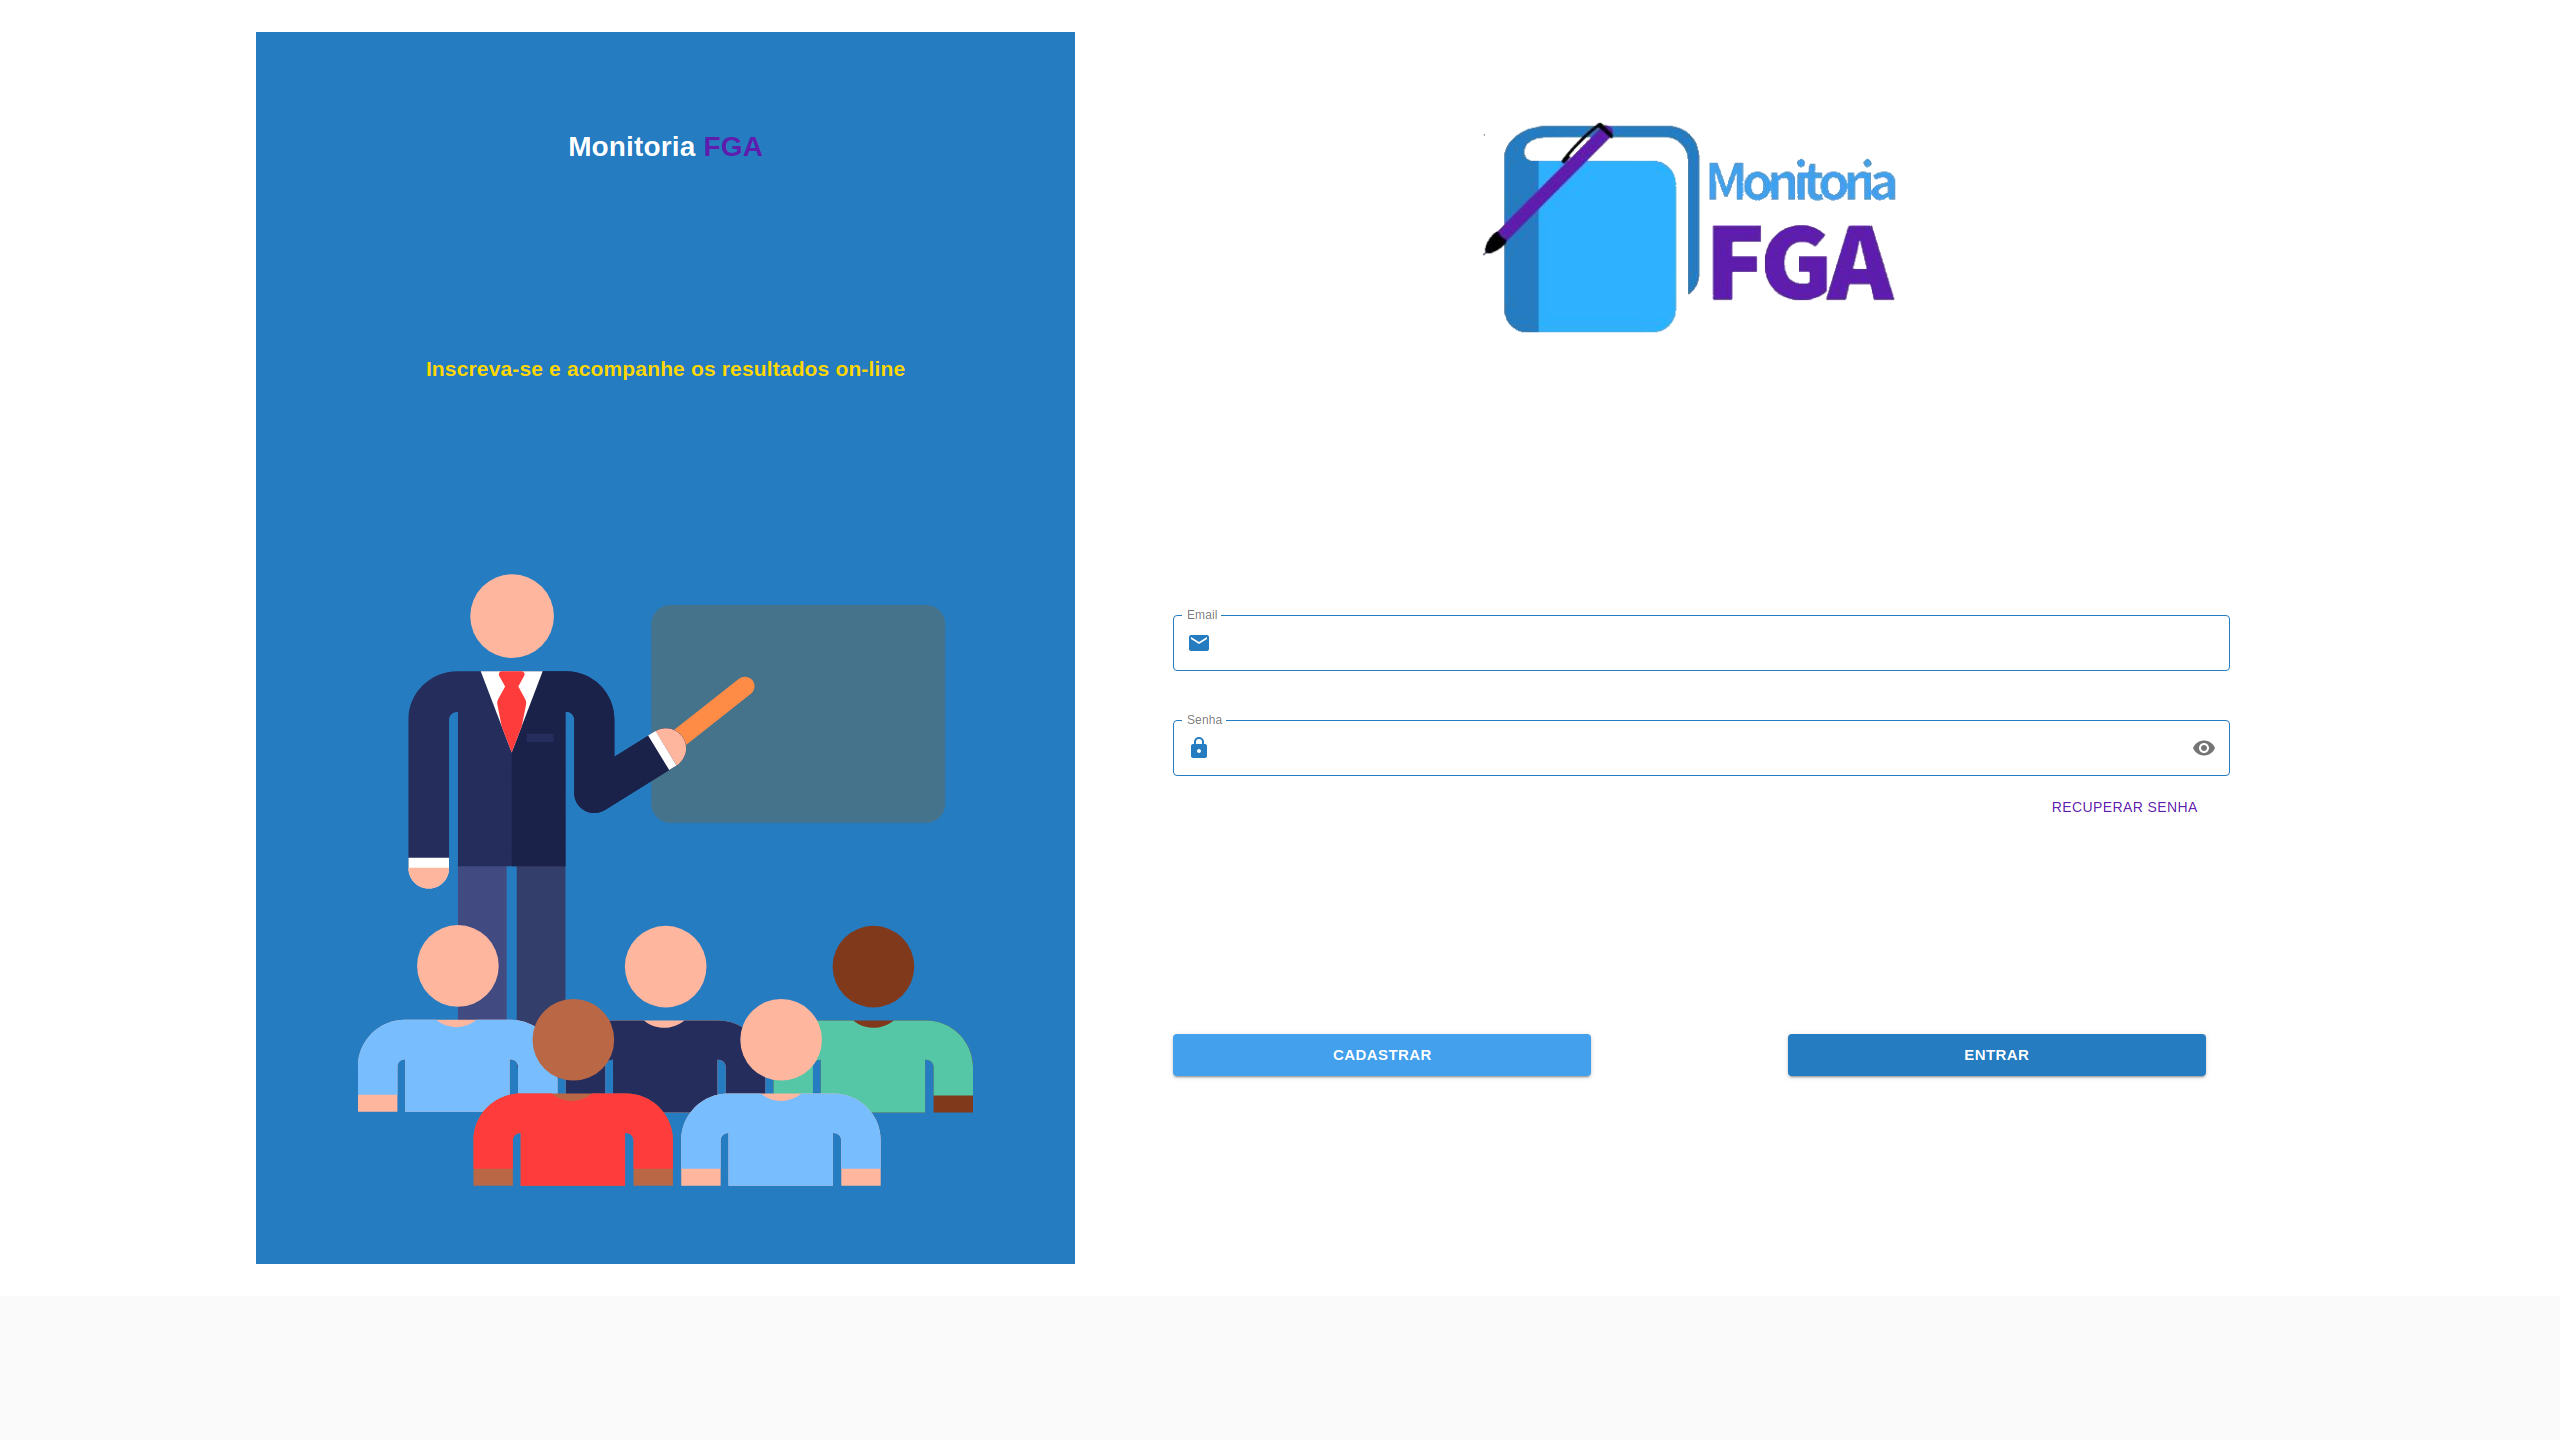 Monitoria FGA
Inscreva-se e acompanhe os resultados on-line
Monitoria
FGA
Email
Senha
RECUPERAR SENHA
CADASTRAR
ENTRAR